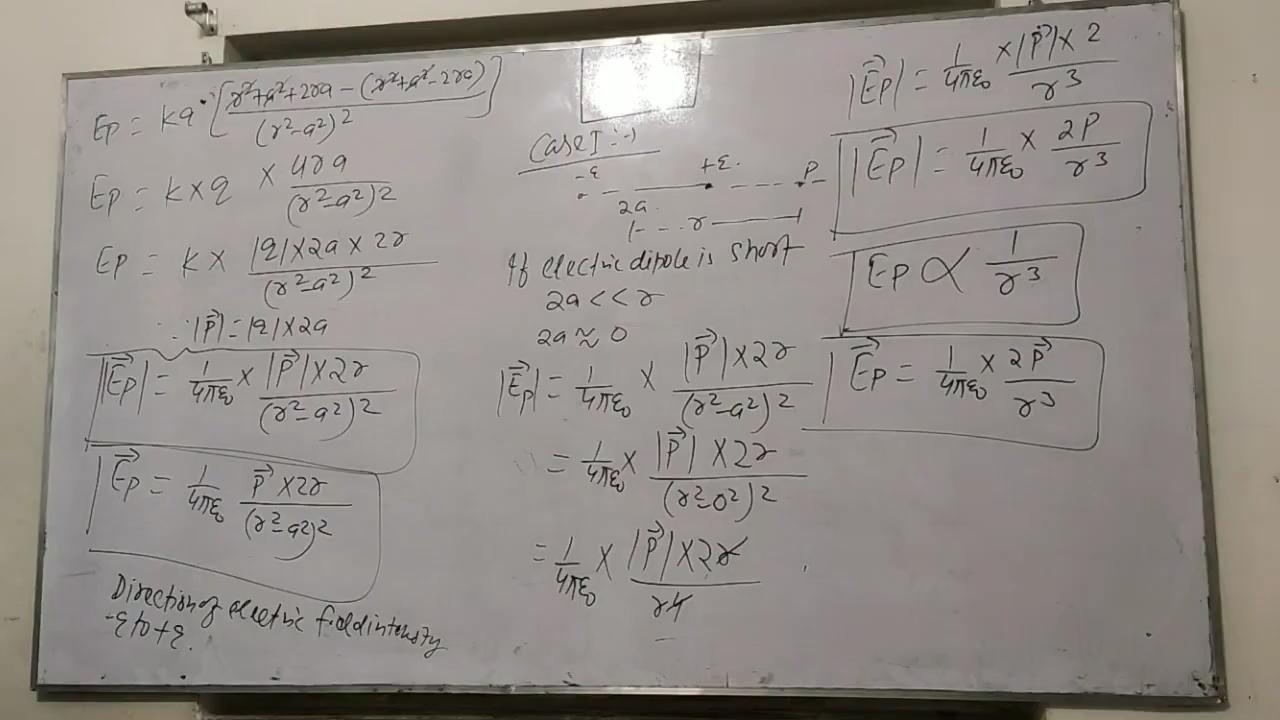 Ep = kq · [r²+a²+2ra - (r²+a²-2ra) / (r²-a²)²]
Ep = k×q × 4ra / (r²-a²)²
Ep = k × |q|×2a×2r / (r²-a²)²
∵ |P⃗| = |q|×2a
|E⃗p| = 1/4πε₀ × |P⃗|×2r / (r²-a²)²
E⃗p = 1/4πε₀ P⃗×2r / (r²-a²)²
Direction of electric field intensity
-q to +q.
Case I :-
-q +q. P
2a
r
If electric dipole is short
2a << r
2a ≈ 0
|E⃗p| = 1/4πε₀ × |P⃗|×2r / (r²-a²)²
= 1/4πε₀ × |P⃗|×2r / (r²-0²)²
= 1/4πε₀ × |P⃗|×2r / r⁴
|E⃗p| = 1/4πε₀ × |P⃗|×2 / r³
|E⃗p| = 1/4πε₀ × 2P / r³
Ep ∝ 1/r³
E⃗p = 1/4πε₀ × 2P⃗ / r³